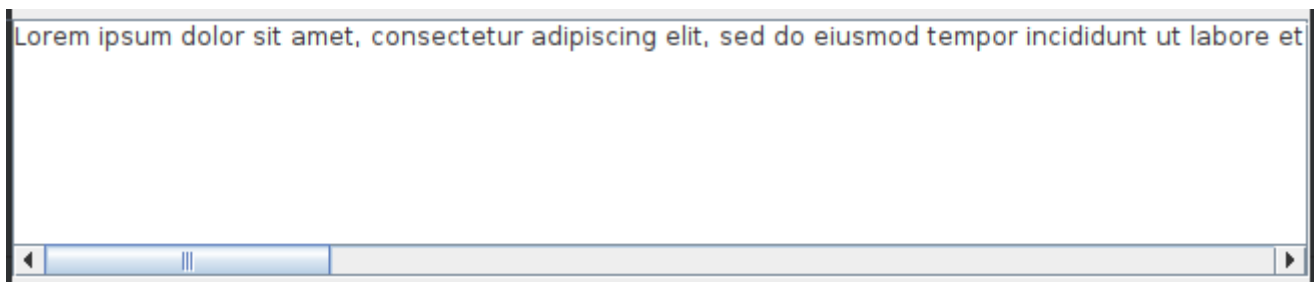 Lorem ipsum dolor sit amet, consectetur adipiscing elit, sed do eiusmod tempor incididunt ut labore et